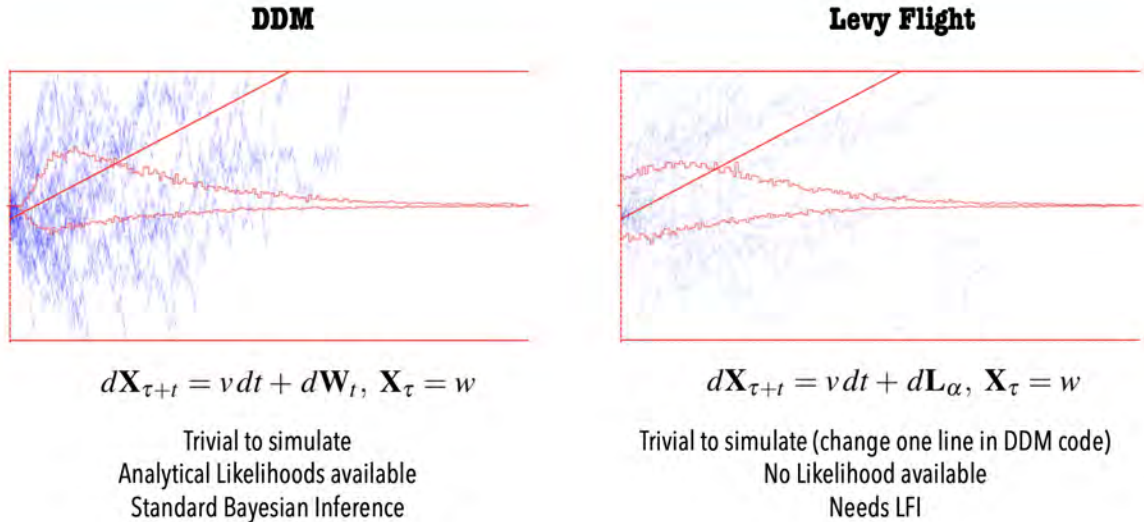 DDM
Levy Flight
d𝐗_{τ+t} = v dt + d𝐖_t, 𝐗_τ = w
d𝐗_{τ+t} = v dt + d𝐋_α, 𝐗_τ = w
Trivial to simulate
Analytical Likelihoods available
Standard Bayesian Inference
Trivial to simulate (change one line in DDM code)
No Likelihood available
Needs LFI